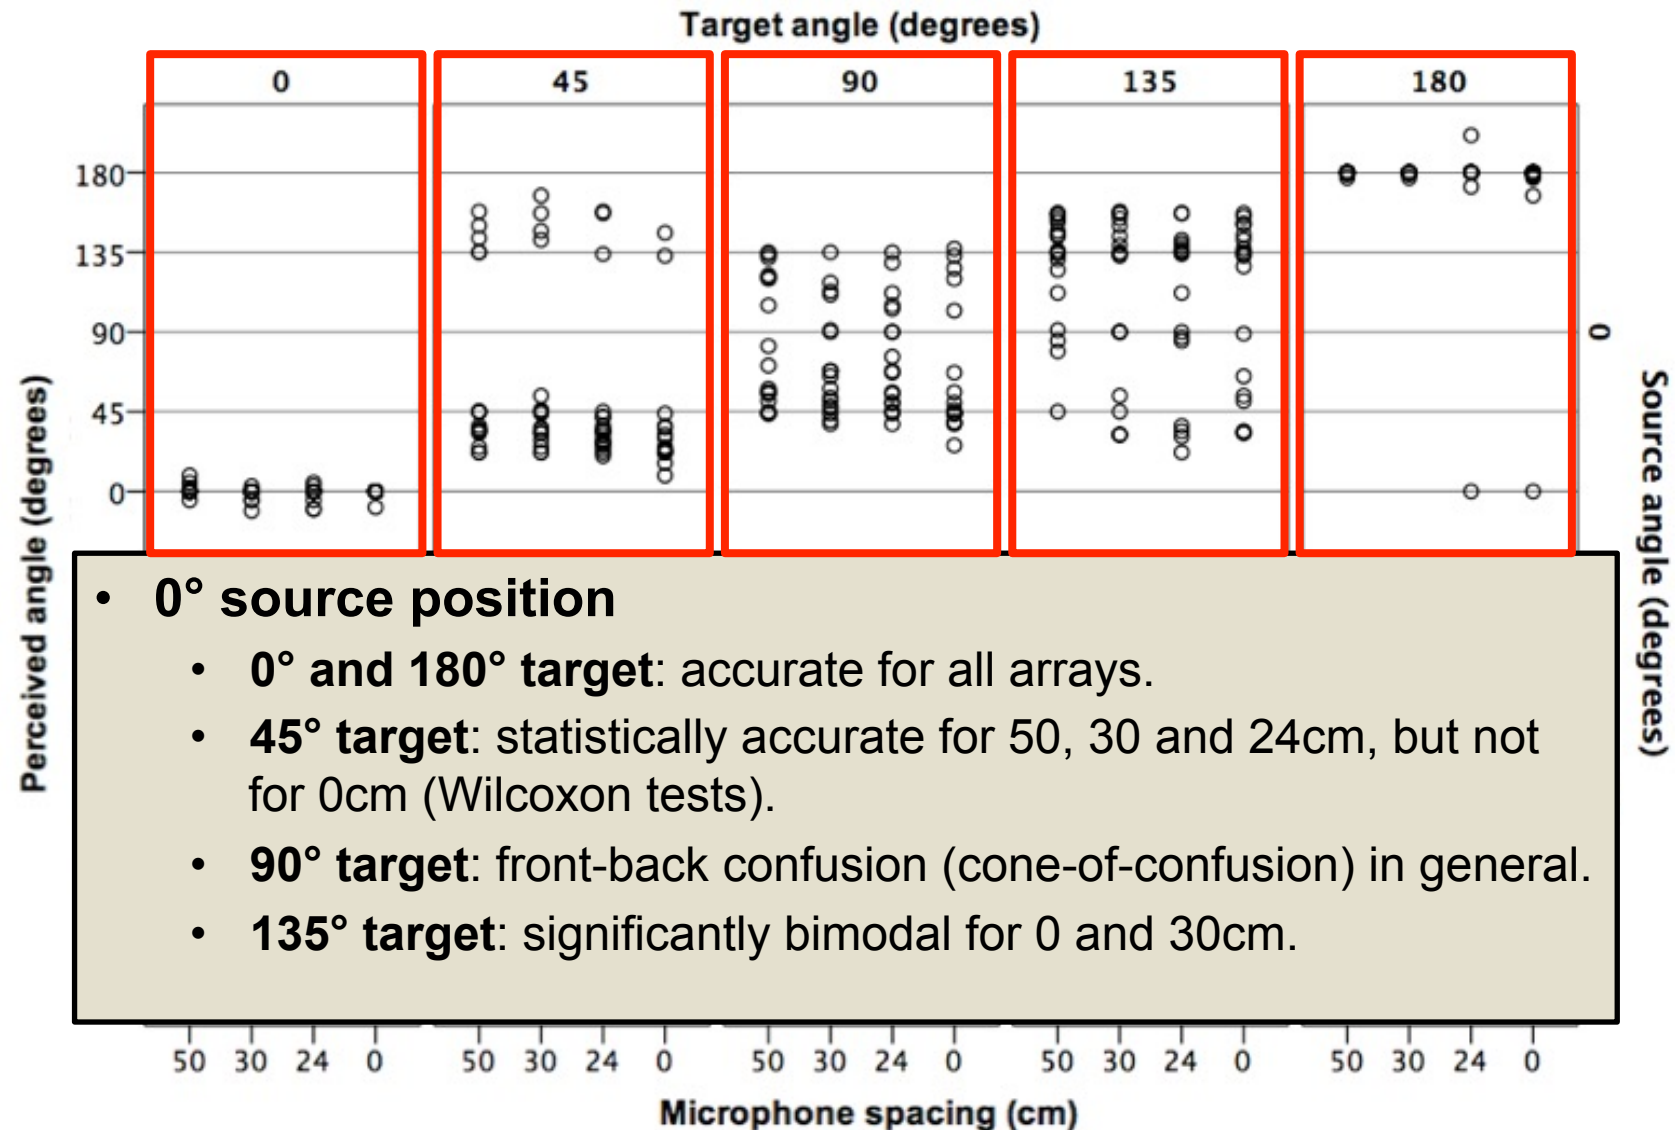 Target angle (degrees)
0 45 90 135 180
180
135
90
45
0
Perceived angle (degrees)
0
Source angle (degrees)
• 0° source position
• 0° and 180° target: accurate for all arrays.
• 45° target: statistically accurate for 50, 30 and 24cm, but not
for 0cm (Wilcoxon tests).
• 90° target: front-back confusion (cone-of-confusion) in general.
• 135° target: significantly bimodal for 0 and 30cm.
50 30 24 0 50 30 24 0 50 30 24 0 50 30 24 0 50 30 24 0
Microphone spacing (cm)